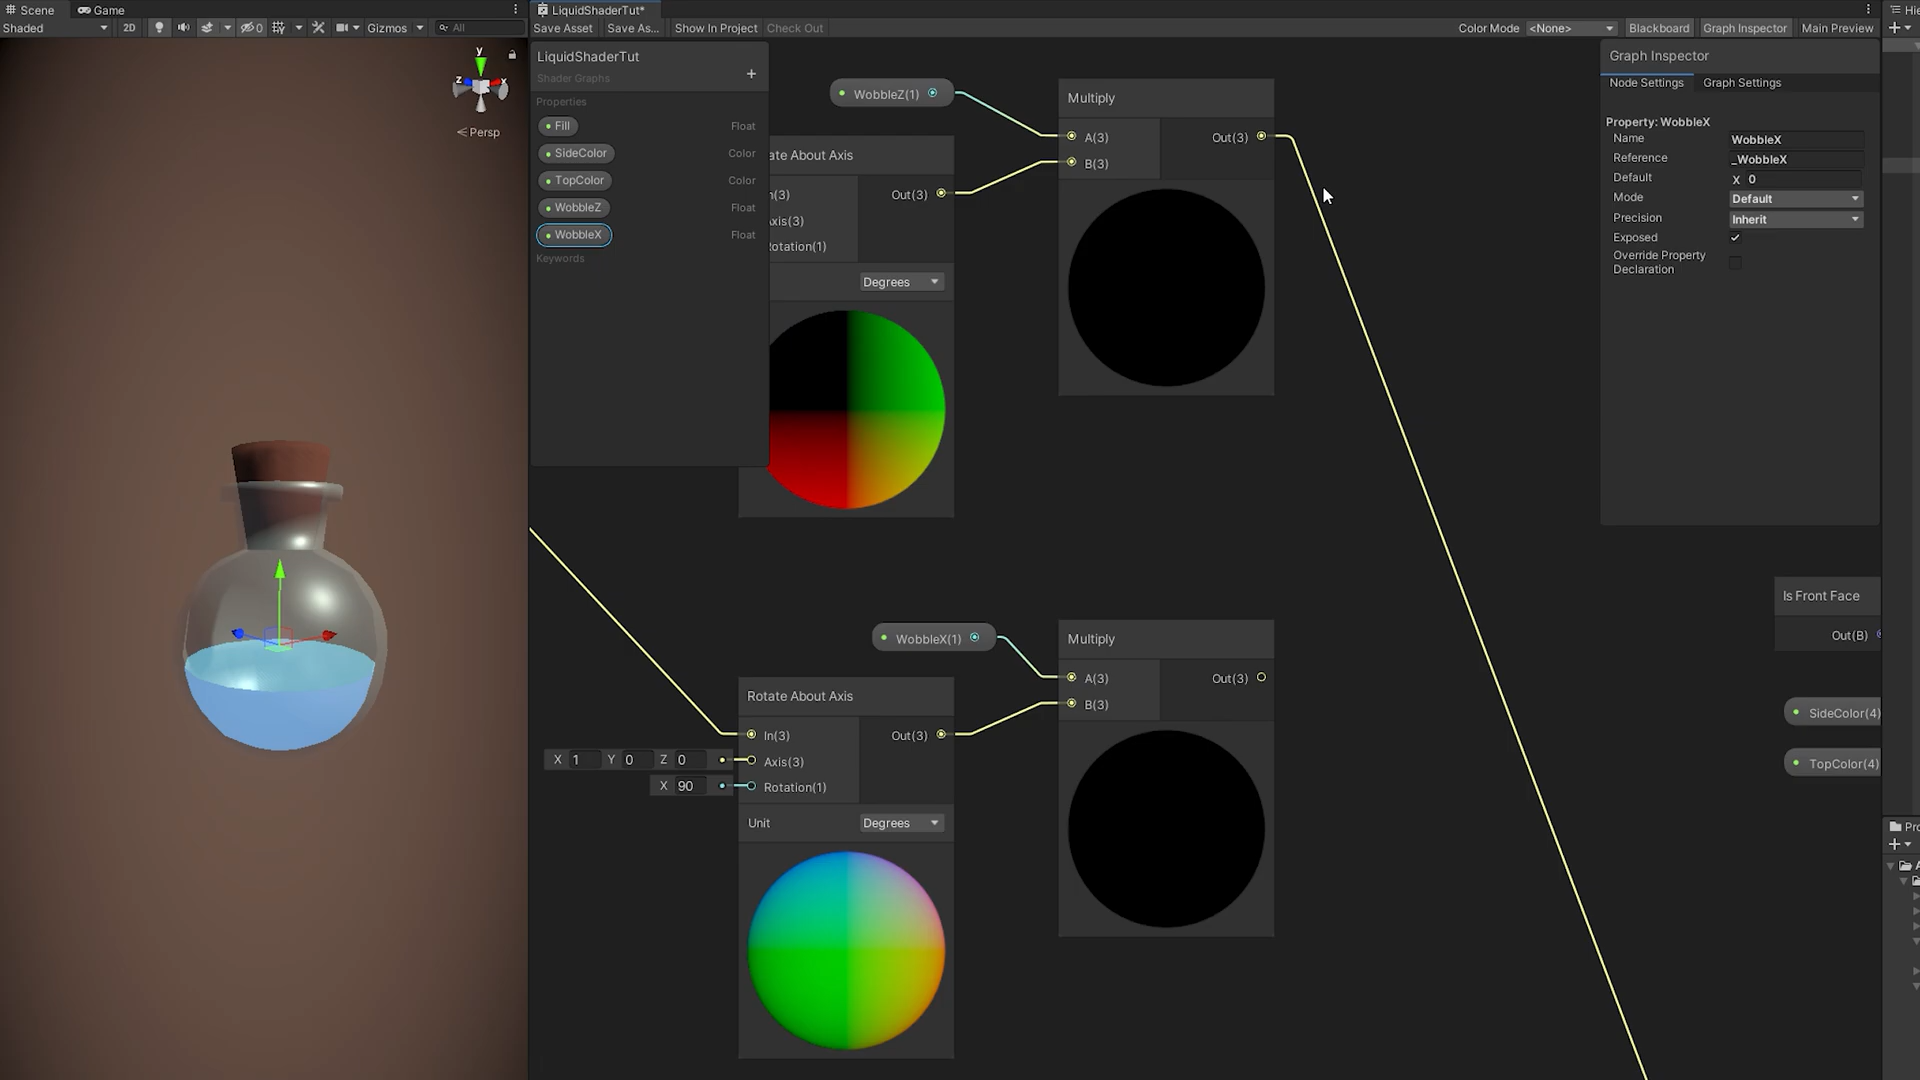 Scene
Game
Shaded
2D
0
Gizmos
All
y
z
x
Persp
LiquidShaderTut*
Save Asset
Save As...
Show In Project
Check Out
Color Mode
<None>
Blackboard
Graph Inspector
Main Preview
Hie
LiquidShaderTut
Shader Graphs
Properties
Fill
Float
SideColor
Color
TopColor
Color
WobbleZ
Float
WobbleX
Float
Keywords
WobbleZ(1)
ate About Axis
n(3)
Out(3)
xis(3)
otation(1)
Degrees
Multiply
A(3)
Out(3)
B(3)
Graph Inspector
Node Settings
Graph Settings
Property: WobbleX
Name
WobbleX
Reference
_WobbleX
Default
X 0
Mode
Default
Precision
Inherit
Exposed
Override Property
Declaration
Is Front Face
Out(B)
WobbleX(1)
Multiply
A(3)
Out(3)
B(3)
Rotate About Axis
In(3)
Out(3)
X 1 Y 0 Z 0
Axis(3)
X 90
Rotation(1)
Unit
Degrees
SideColor(4)
TopColor(4)
Pro
A